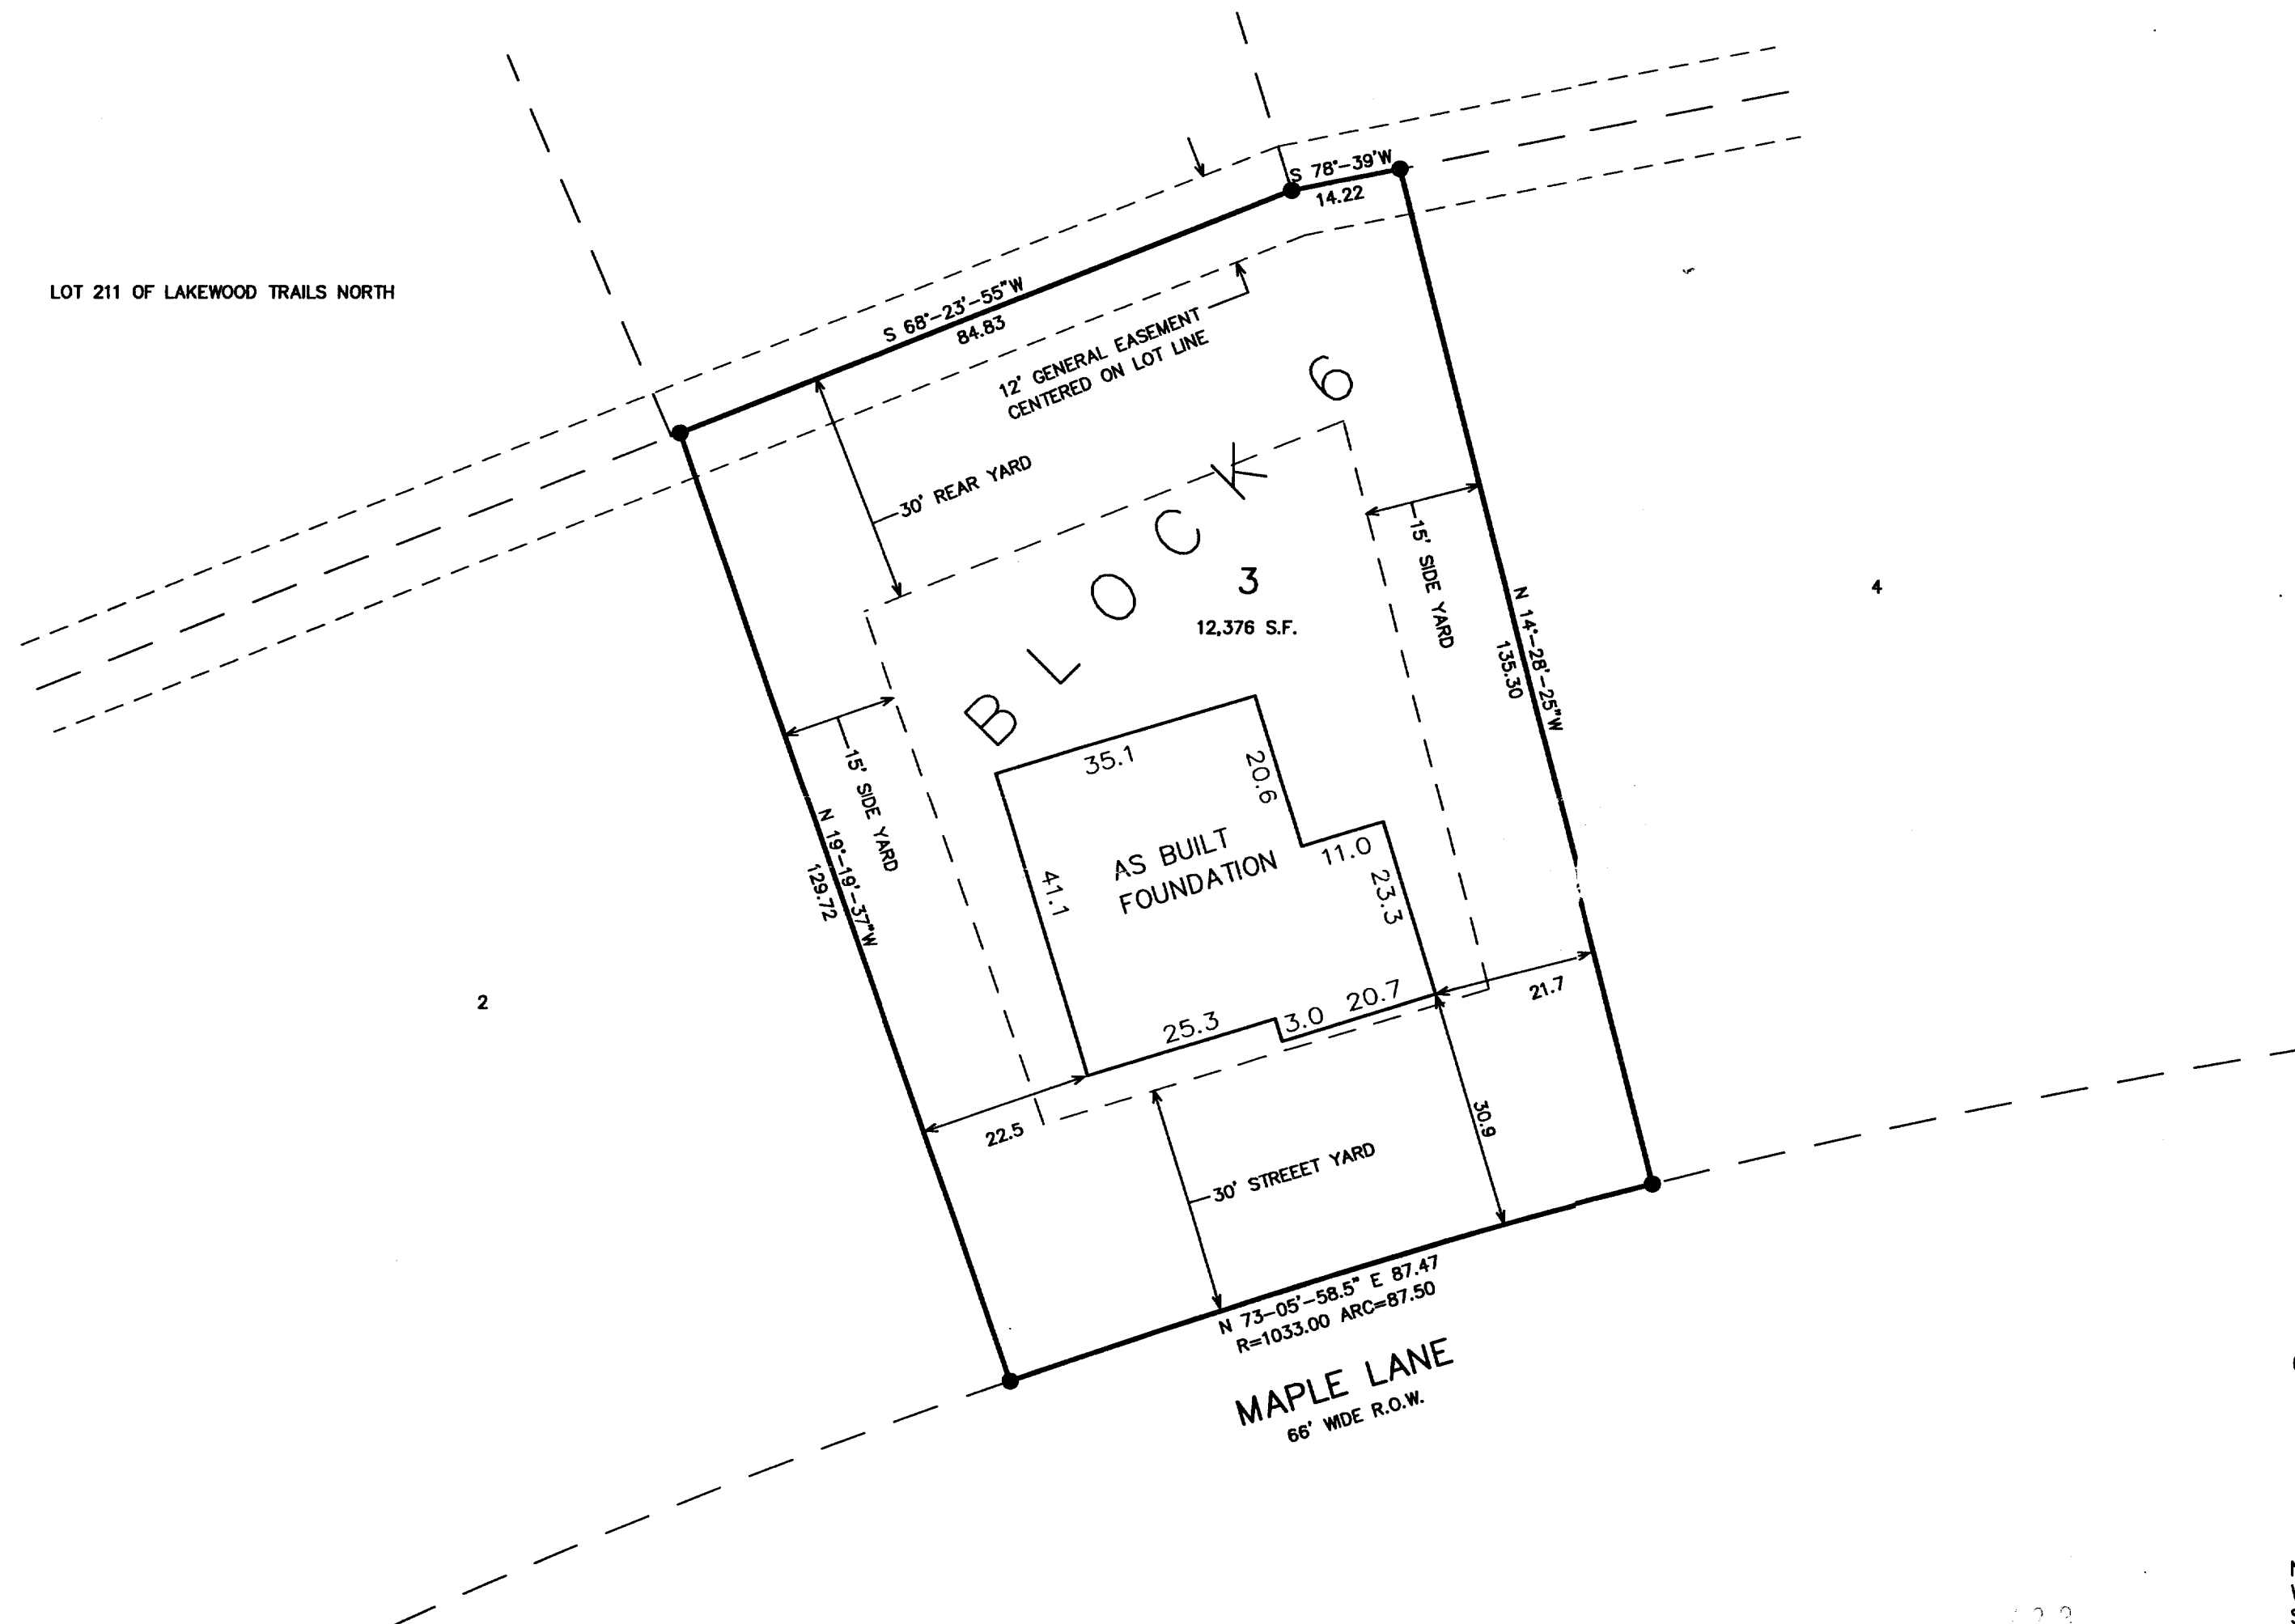 S 78°-39'W
14.22
LOT 211 OF LAKEWOOD TRAILS NORTH
S 68°-23'-55"W
84.83
12' GENERAL EASEMENT
CENTERED ON LOT LINE
BLOCK 6
30' REAR YARD
15' SIDE YARD
3
12,376 S.F.
4
N 14°-28'-25"W
135.30
35.1
20.6
15' SIDE YARD
N 19°-19'-37"W
129.72
AS BUILT
FOUNDATION
11.0
23.3
41.1
2
25.3
3.0
20.7
21.7
22.5
30.9
30' STREEET YARD
N 73-05'-58.5" E 87.47
R=1033.00 ARC=87.50
MAPLE LANE
66' WIDE R.O.W.